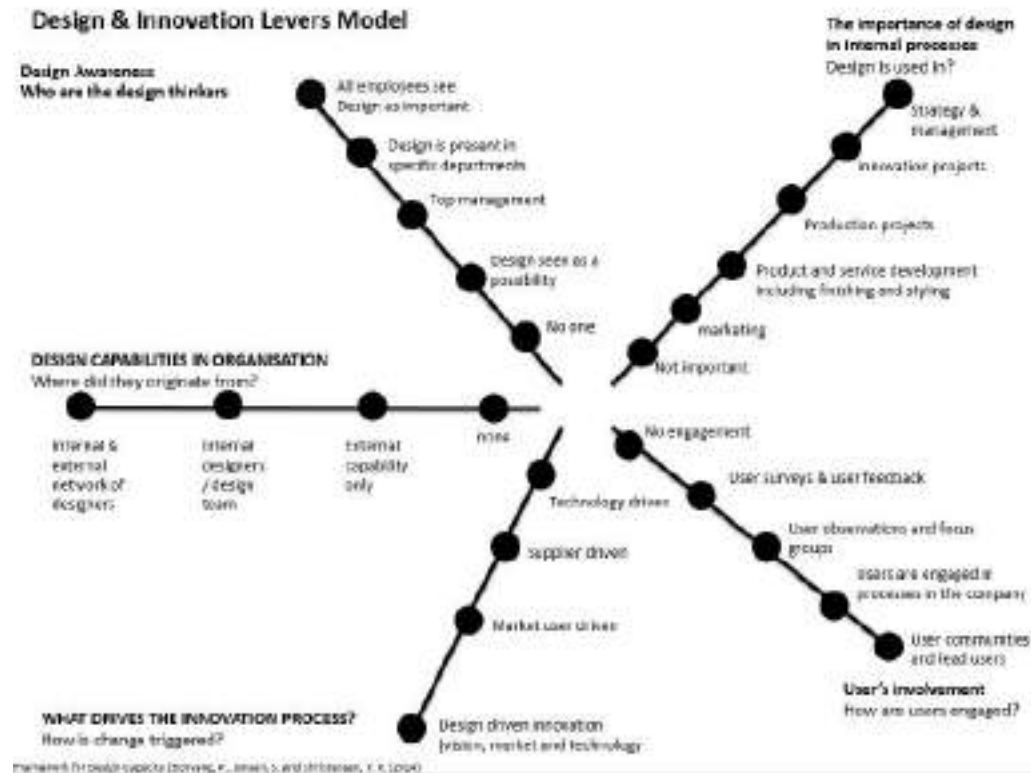 Design & Innovation Levers Model
The importance of design
in internal processes
Design is used in?
Design Awareness
Who are the design thinkers
All employees see
Design as important
Strategy &
management
Design is present in
specific departments
innovation projects
Top management
Production projects
Design seen as a
possibility
Product and service development
including finishing and styling
No one
marketing
Not important
DESIGN CAPABILITIES IN ORGANISATION
Where did they originate from?
Internal &
external
network of
designers
Internal
designers
/ design
team
External
capability
only
none
No engagement
Technology driven
User surveys & user feedback
Supplier driven
User observations and focus
groups
Users are engaged in
processes in the company
Market user driven
User communities
and lead users
User's involvement
How are users engaged?
WHAT DRIVES THE INNOVATION PROCESS?
How is change triggered?
Design driven innovation
(vision, market and technology
Framework for Design Capacity